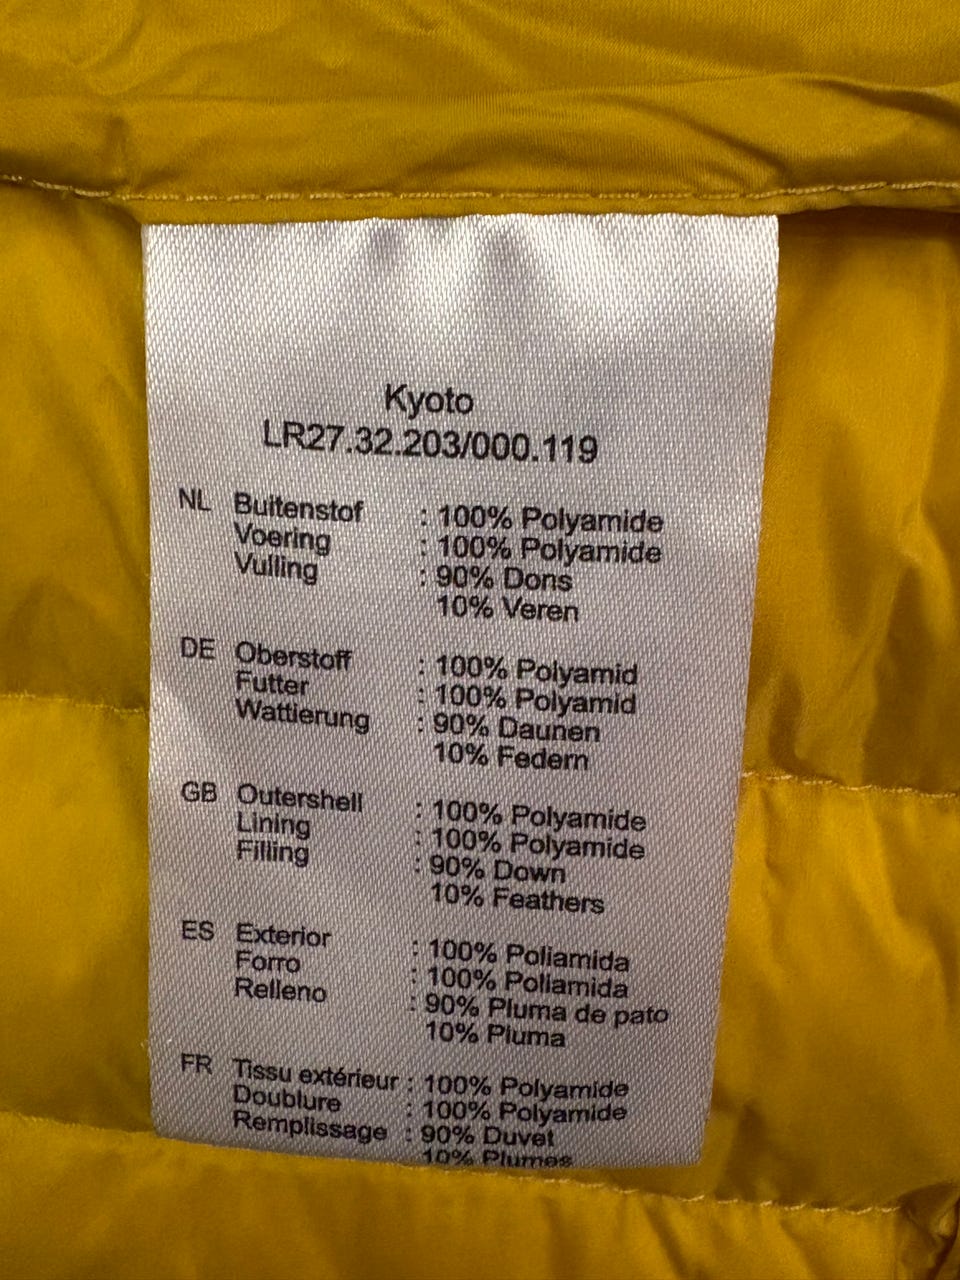 Kyoto
LR27.32.203/000.119
NL Buitenstof : 100% Polyamide
Voering : 100% Polyamide
Vulling : 90% Dons
10% Veren
DE Oberstoff : 100% Polyamid
Futter : 100% Polyamid
Wattierung : 90% Daunen
10% Federn
GB Outershell : 100% Polyamide
Lining : 100% Polyamide
Filling : 90% Down
10% Feathers
ES Exterior : 100% Poliamida
Forro : 100% Poliamida
Relleno : 90% Pluma de pato
10% Pluma
FR Tissu extérieur : 100% Polyamide
Doublure : 100% Polyamide
Remplissage : 90% Duvet
10% Plumes